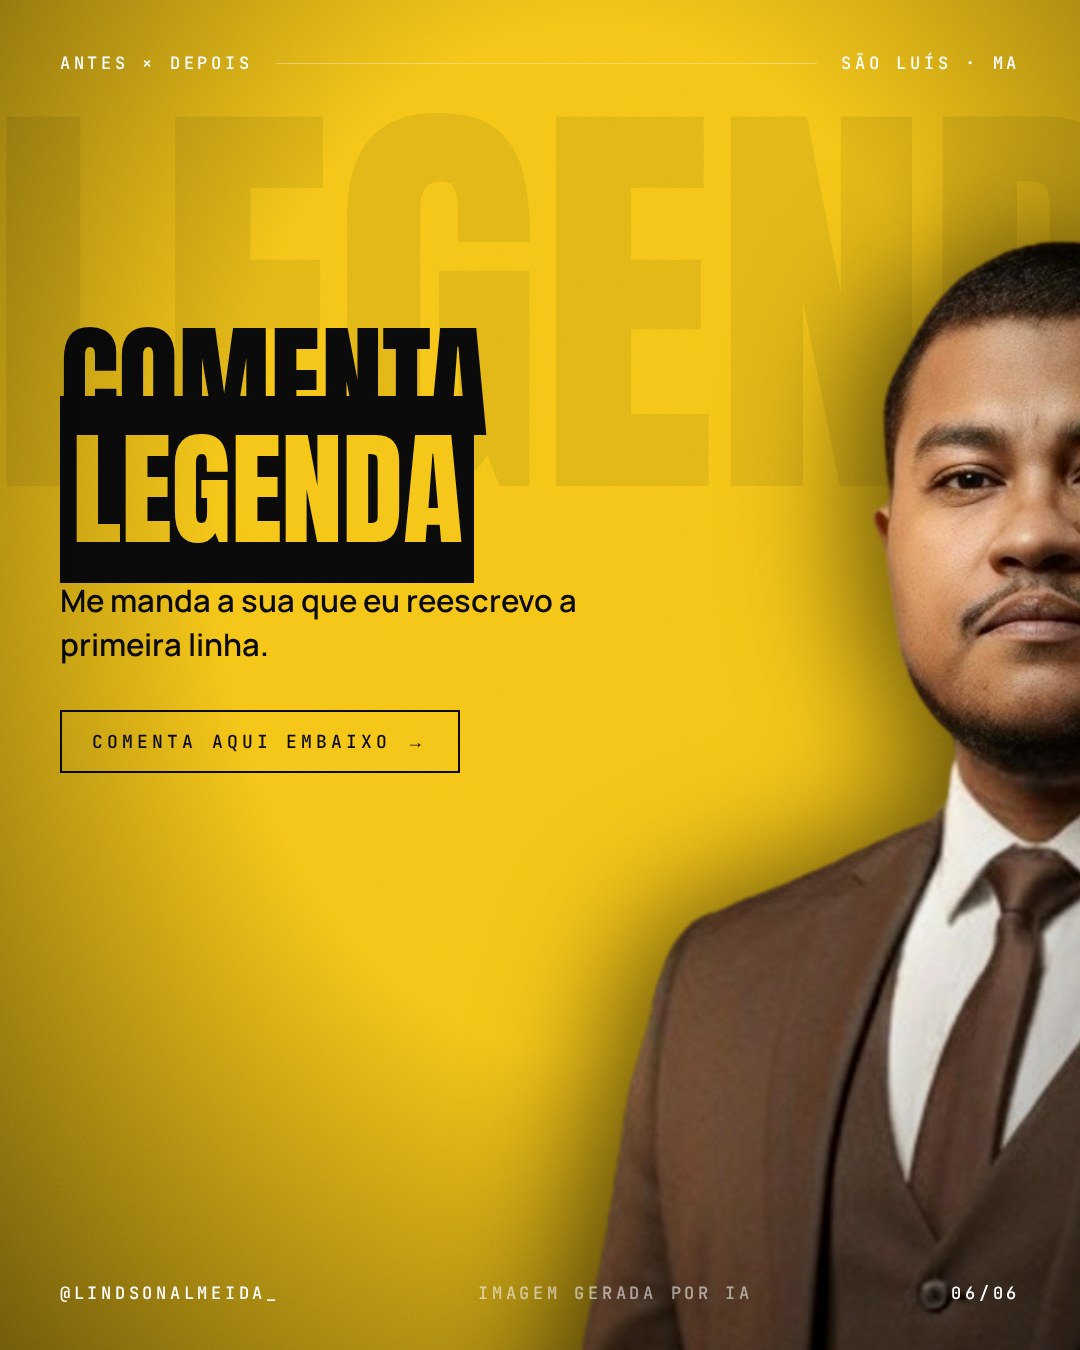 ANTES × DEPOIS
SÃO LUÍS · MA
LEGEND
COMENTA
LEGENDA
Me manda a sua que eu reescrevo a
primeira linha.
COMENTA AQUI EMBAIXO →
@LINDSONALMEIDA_
IMAGEM GERADA POR IA
06/06